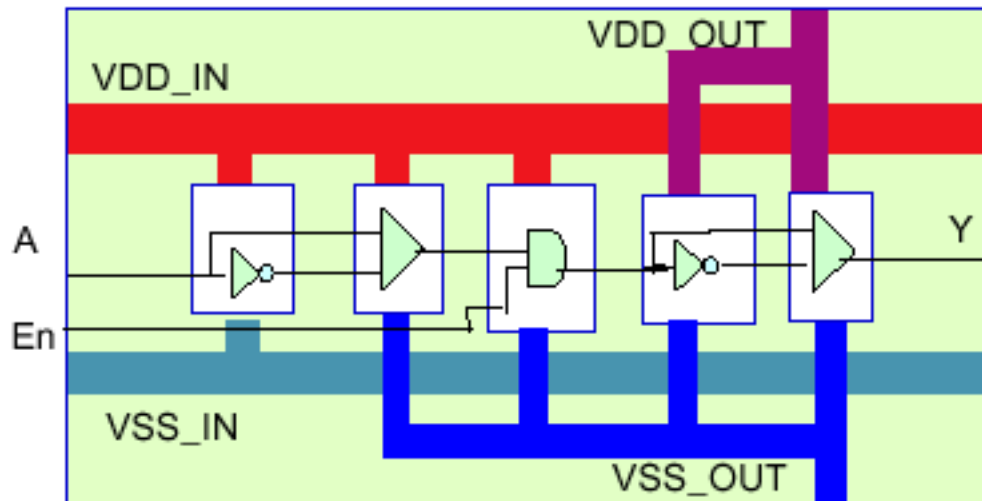 VDD_OUT
VDD_IN
A
Y
En
VSS_IN
VSS_OUT